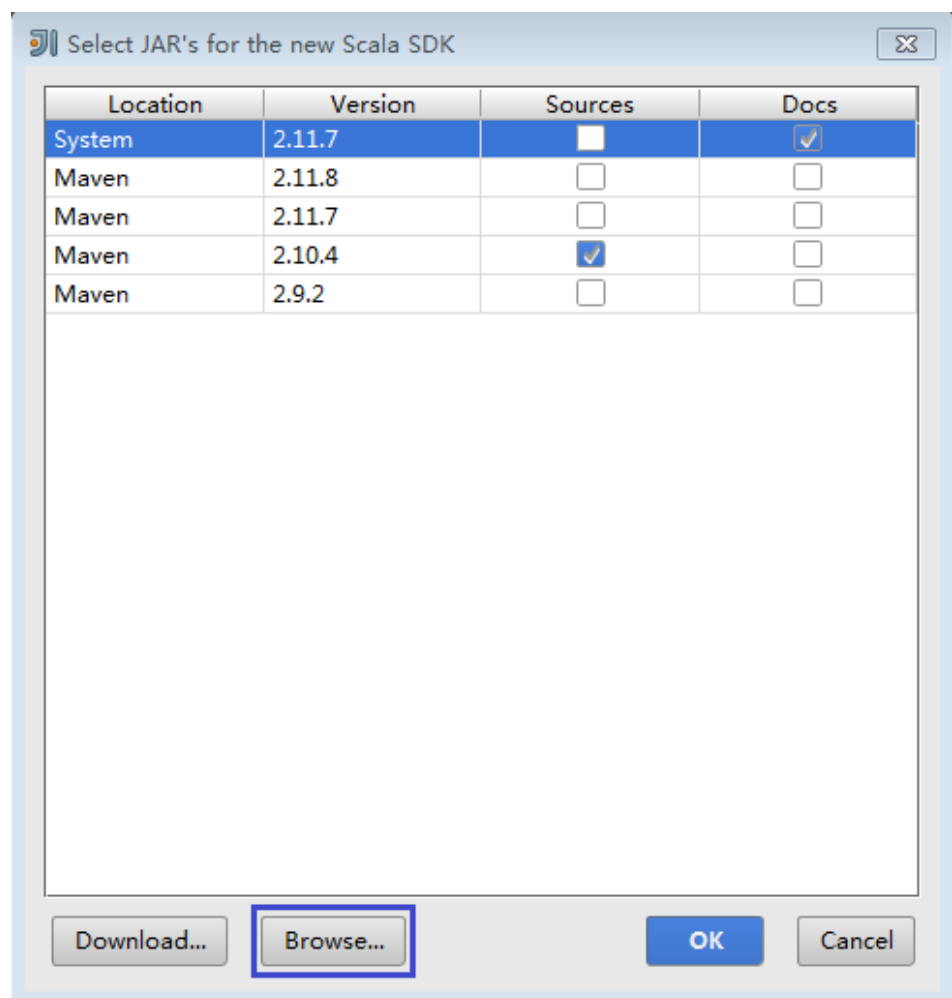 Select JAR's for the new Scala SDK
Location Version Sources Docs
System 2.11.7
Maven 2.11.8
Maven 2.11.7
Maven 2.10.4
Maven 2.9.2
Download... Browse... OK Cancel